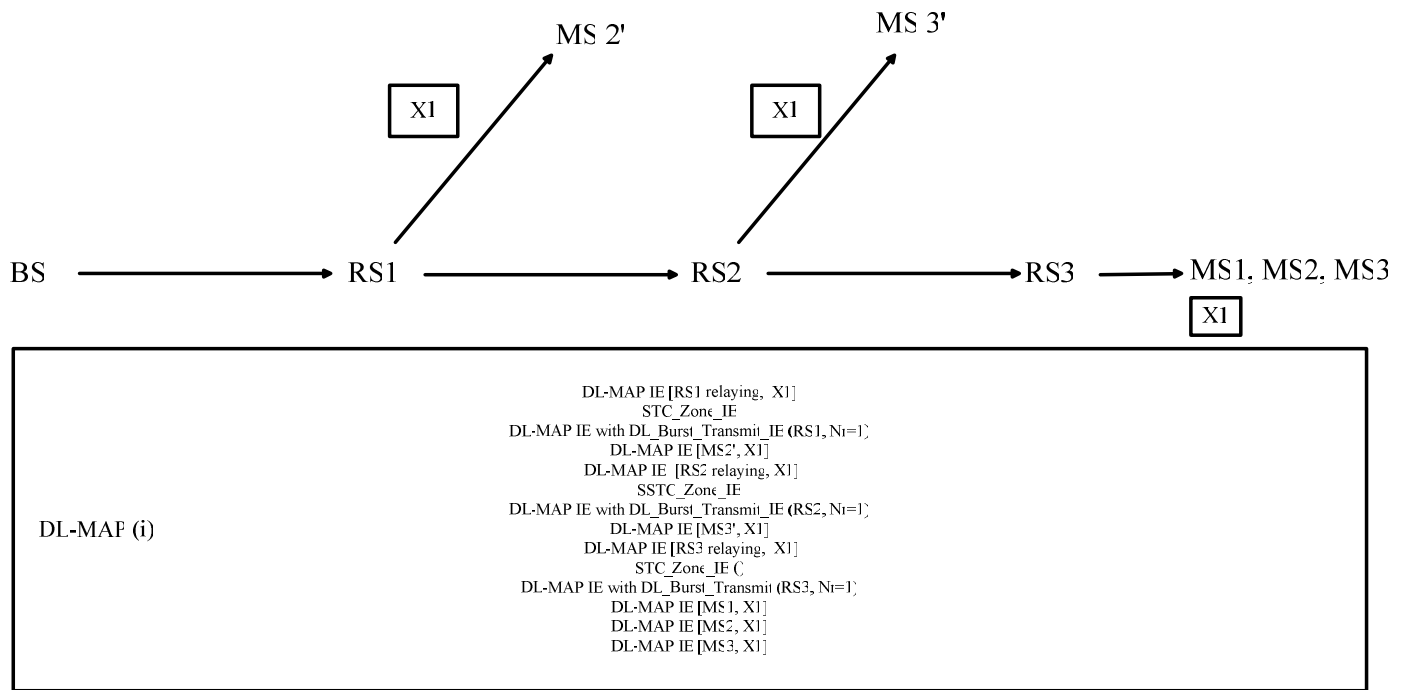 MS 2'
MS 3'
X1
X1
BS
RS1
RS2
RS3
MS1, MS2, MS3
X1
DL-MAP (i)
DL-MAP IE [RS1 relaying, X1]
STC_Zone_IE
DL-MAP IE with DL_Burst_Transmit_IE (RS1, Nt=1)
DL-MAP IE [MS2', X1]
DL-MAP IE [RS2 relaying, X1]
SSTC_Zone_IE
DL-MAP IE with DL_Burst_Transmit_IE (RS2, Nt=1)
DL-MAP IE [MS3', X1]
DL-MAP IE [RS3 relaying, X1]
STC_Zone_IE ()
DL-MAP IE with DL_Burst_Transmit (RS3, Nt=1)
DL-MAP IE [MS1, X1]
DL-MAP IE [MS2, X1]
DL-MAP IE [MS3, X1]